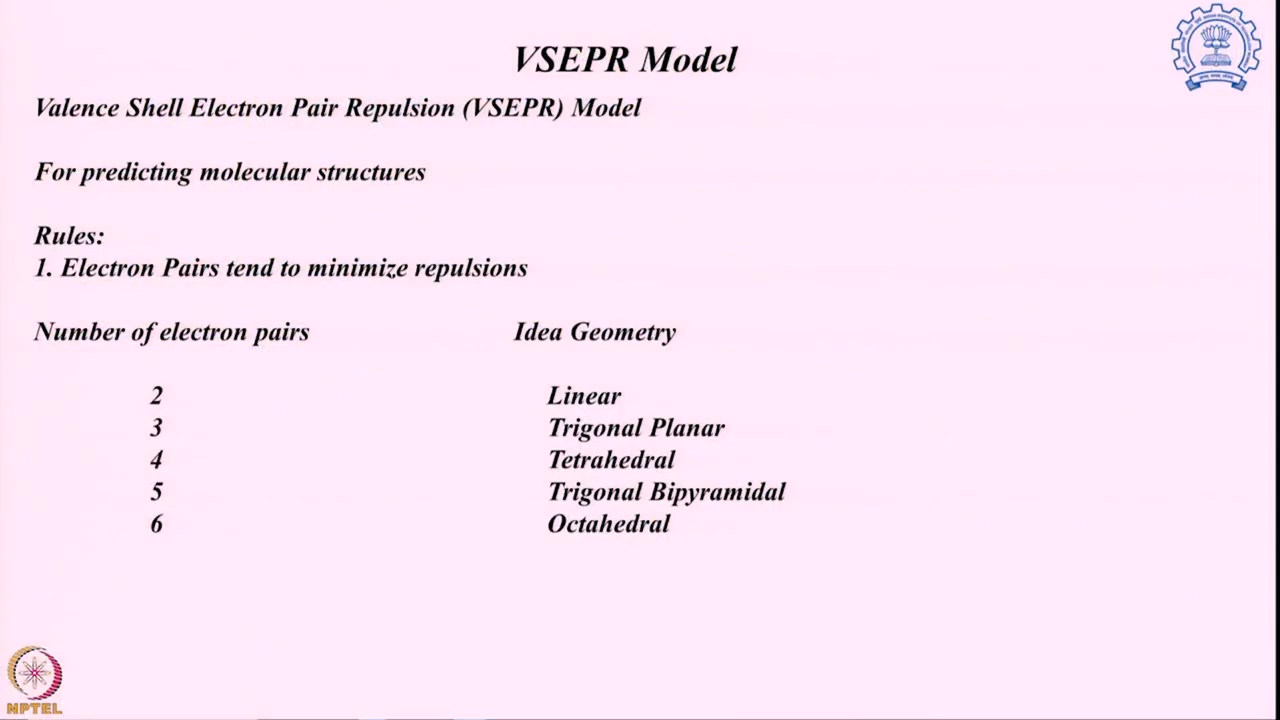 VSEPR Model
Valence Shell Electron Pair Repulsion (VSEPR) Model
For predicting molecular structures
Rules:
1. Electron Pairs tend to minimize repulsions
Number of electron pairs Idea Geometry
2 Linear
3 Trigonal Planar
4 Tetrahedral
5 Trigonal Bipyramidal
6 Octahedral
NPTEL